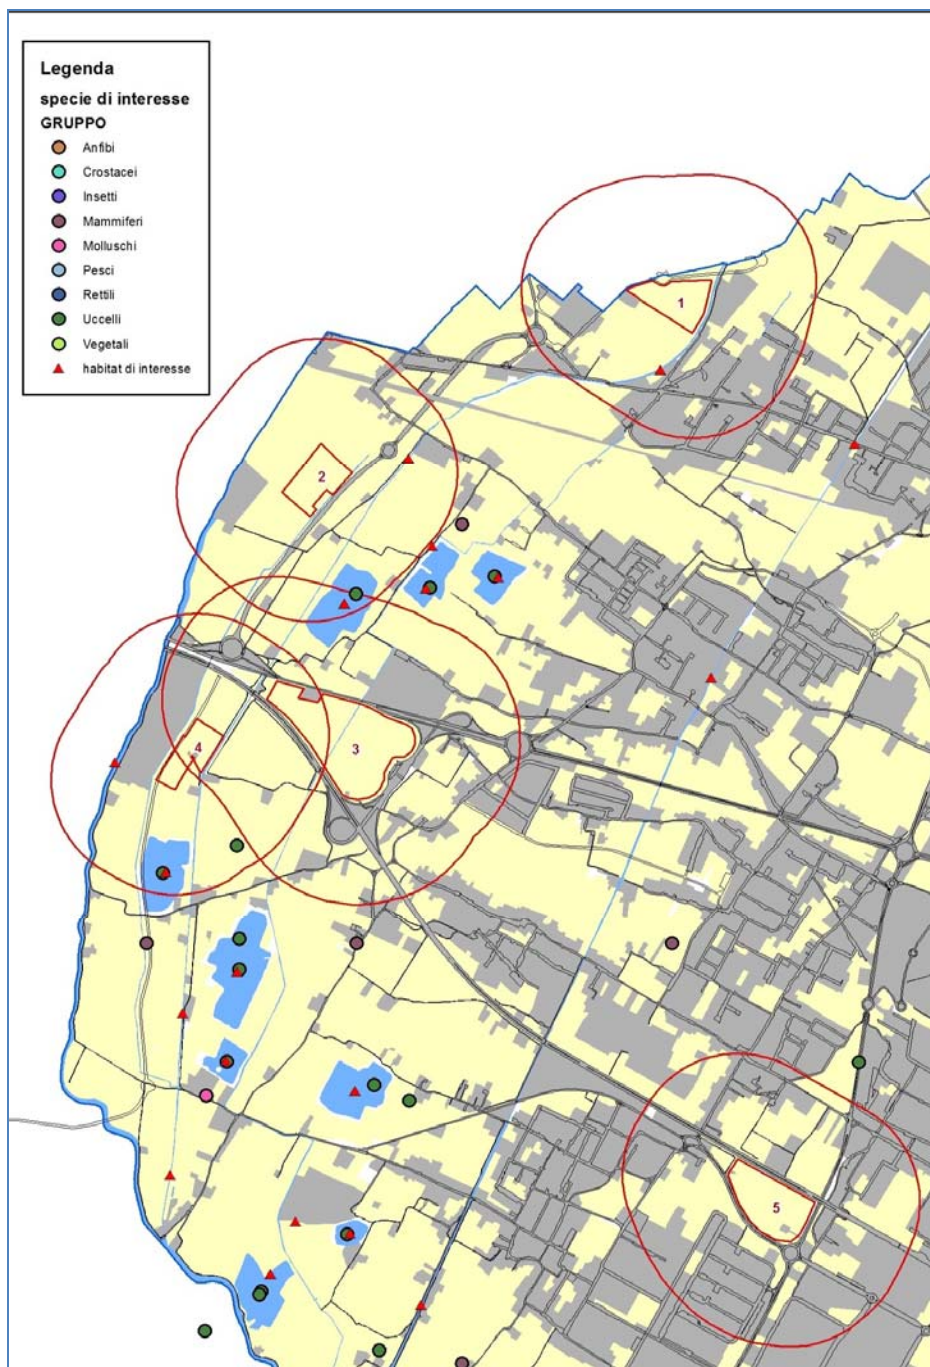 Legenda
specie di interesse
GRUPPO
Anfibi
Crostacei
Insetti
Mammiferi
Molluschi
Pesci
Rettili
Uccelli
Vegetali
habitat di interesse
1
2
3
4
5